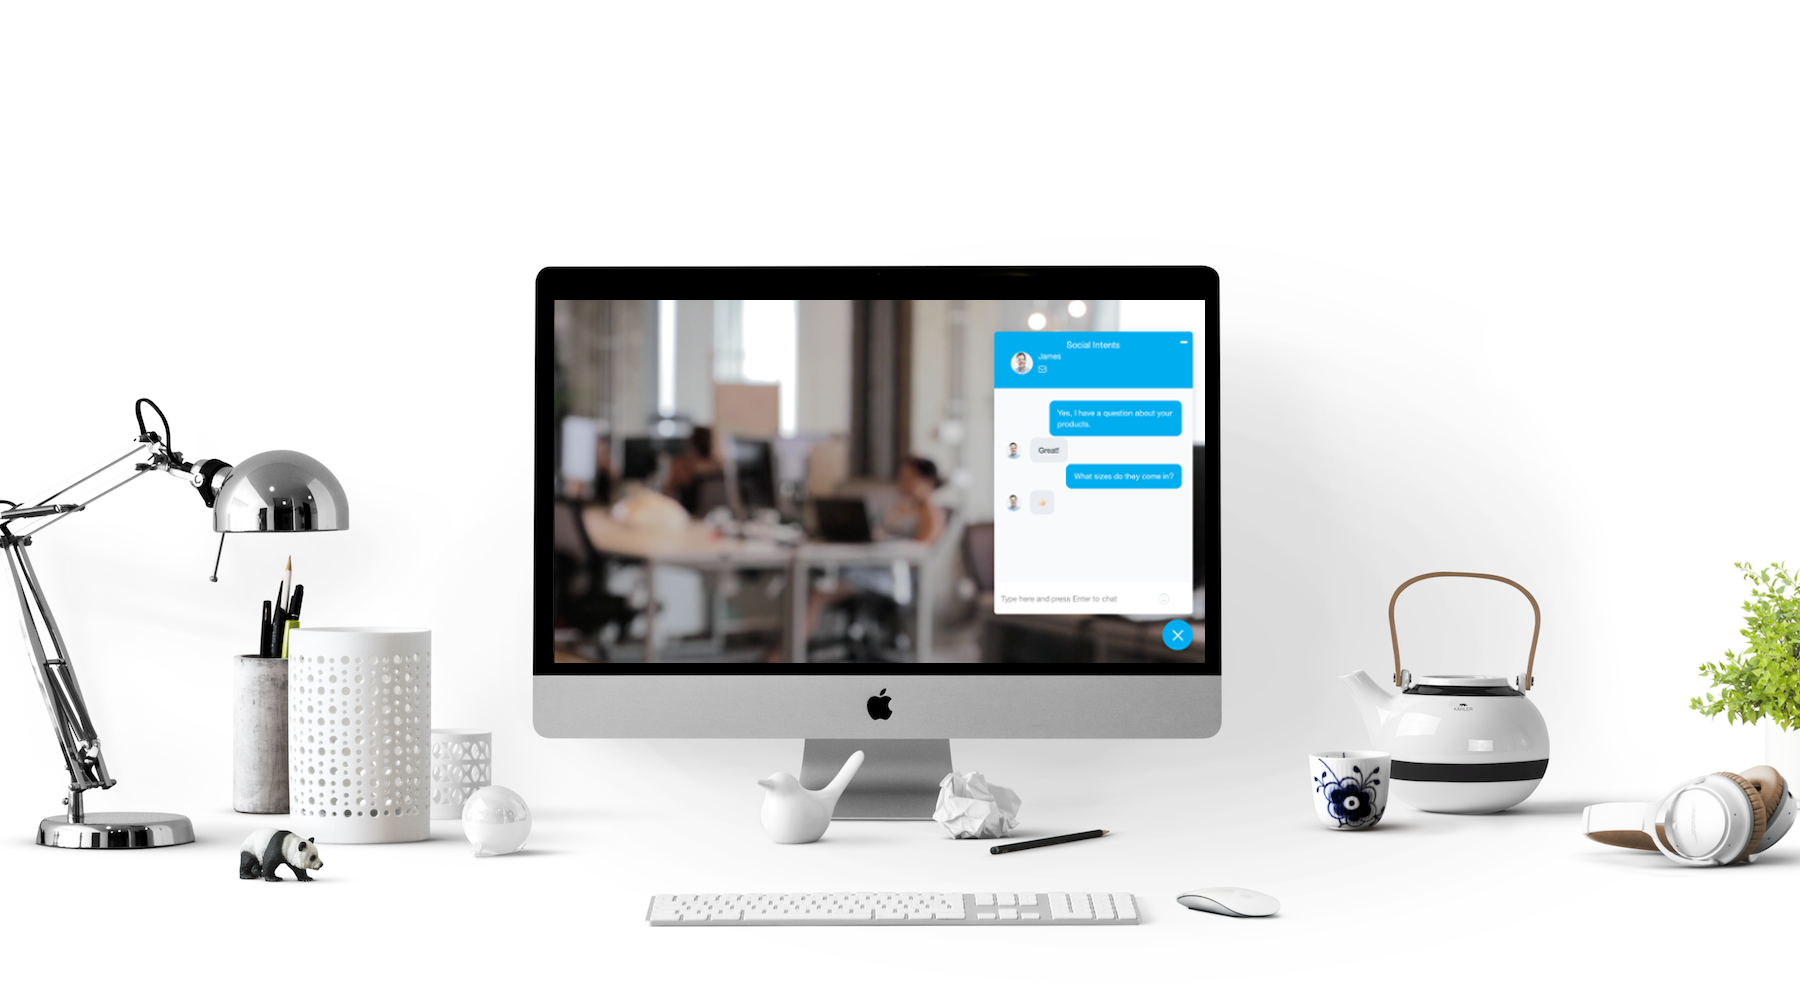 Social Intents
James
Yes, I have a question about your
products.
Great!
What sizes do they come in?
Type here and press Enter to chat
KÄHLER